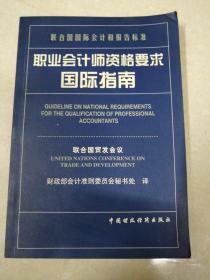 联合国国际会计和报告标准
职业会计师资格要求
国际指南
GUIDELINE ON NATIONAL REQUIREMENTS
FOR THE QUALIFICATION OF PROFESSIONAL
ACCOUNTANTS
联合国贸发会议
UNITED NATIONS CONFERENCE ON
TRADE AND DEVELOPMENT
财政部会计准则委员会秘书处 译
中国财政经济出版社